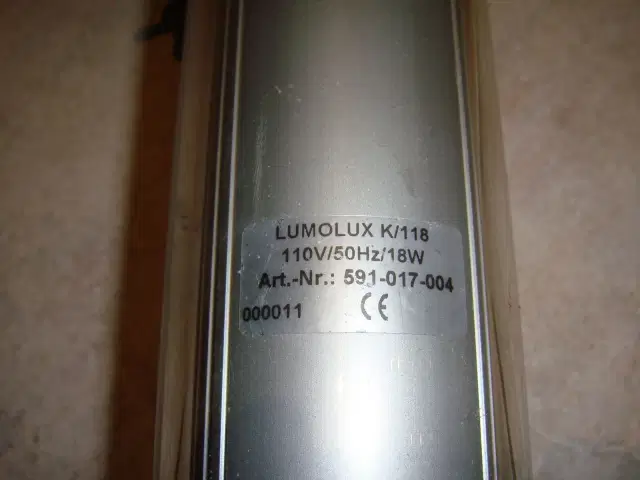 LUMOLUX K/118
110V/50Hz/18W
Art.-Nr.: 591-017-004
000011 CE